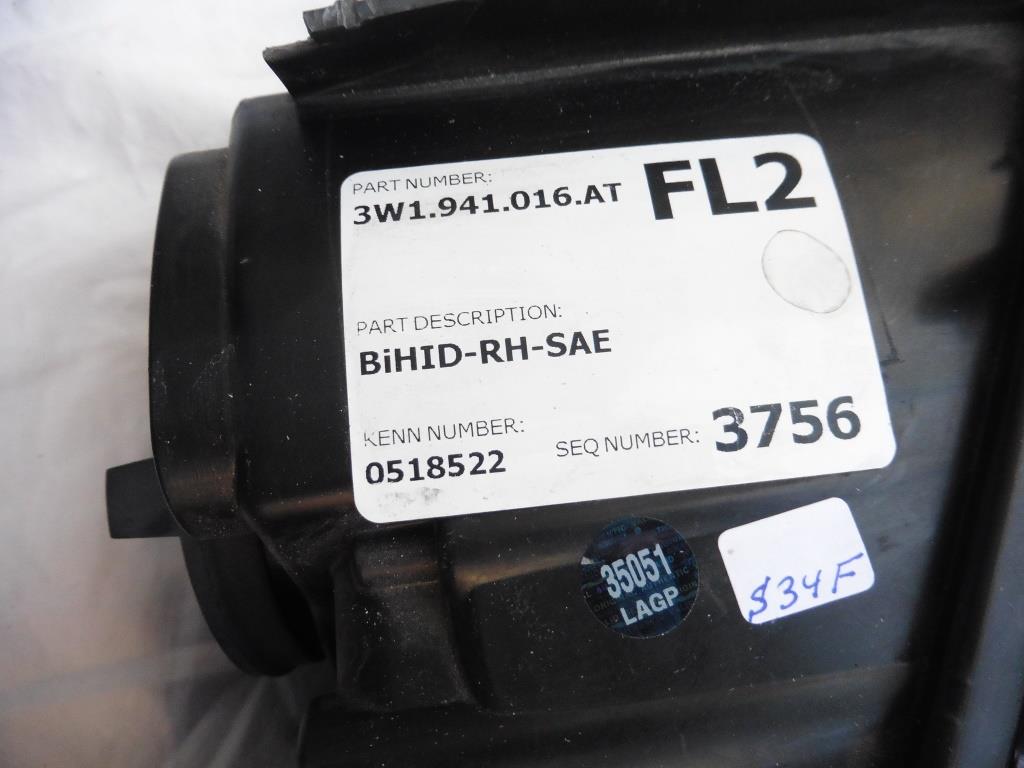 PART NUMBER:
3W1.941.016.AT
FL2
PART DESCRIPTION:
BiHID-RH-SAE
KENN NUMBER:
0518522
SEQ NUMBER: 3756
35051
LAGP
$34F